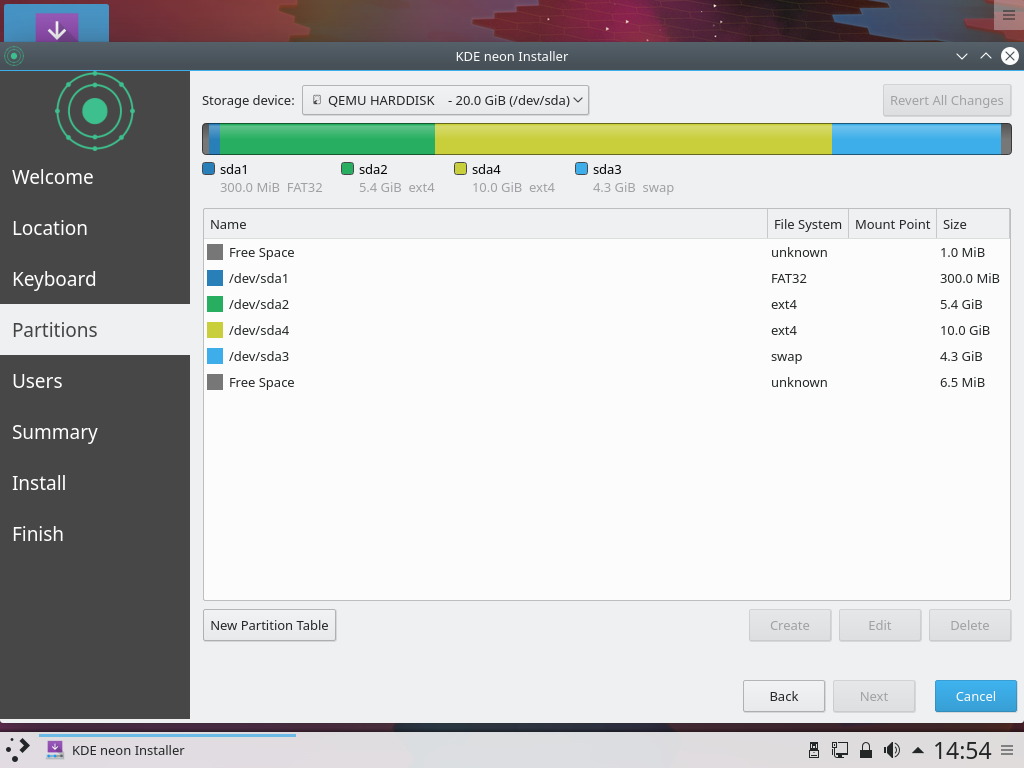 KDE neon Installer
Storage device: QEMU HARDDISK - 20.0 GiB (/dev/sda) Revert All Changes
sda1 sda2 sda4 sda3
300.0 MiB FAT32 5.4 GiB ext4 10.0 GiB ext4 4.3 GiB swap
Name File System Mount Point Size
Free Space unknown 1.0 MiB
/dev/sda1 FAT32 300.0 MiB
/dev/sda2 ext4 5.4 GiB
/dev/sda4 ext4 10.0 GiB
/dev/sda3 swap 4.3 GiB
Free Space unknown 6.5 MiB
Welcome
Location
Keyboard
Partitions
Users
Summary
Install
Finish
New Partition Table Create Edit Delete
Back Next Cancel
KDE neon Installer 14:54